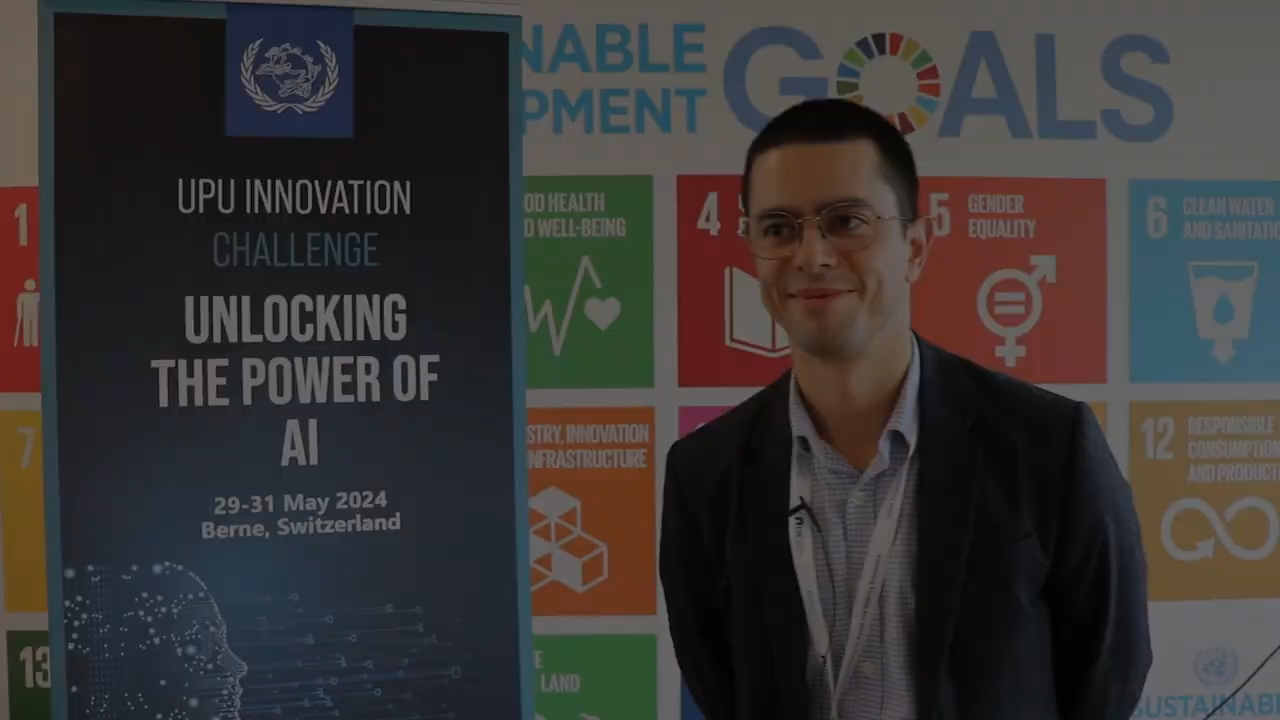 UPU INNOVATION
CHALLENGE
UNLOCKING
THE POWER OF
AI
29-31 May 2024
Berne, Switzerland
NABLE
PMENT
GOALS
1
OD HEALTH
D WELL-BEING
4
5 GENDER
EQUALITY
6 CLEAN WATER
AND SANITATIO
7
STRY, INNOVATION
NFRASTRUCTURE
12 RESPONSIBLE
CONSUMPTION
AND PRODUCT
13
E
LAND
SUSTAINAB